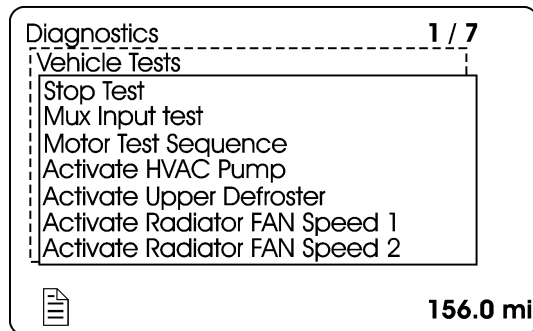 Diagnostics 1 / 7
Vehicle Tests
Stop Test
Mux Input test
Motor Test Sequence
Activate HVAC Pump
Activate Upper Defroster
Activate Radiator FAN Speed 1
Activate Radiator FAN Speed 2
156.0 mi